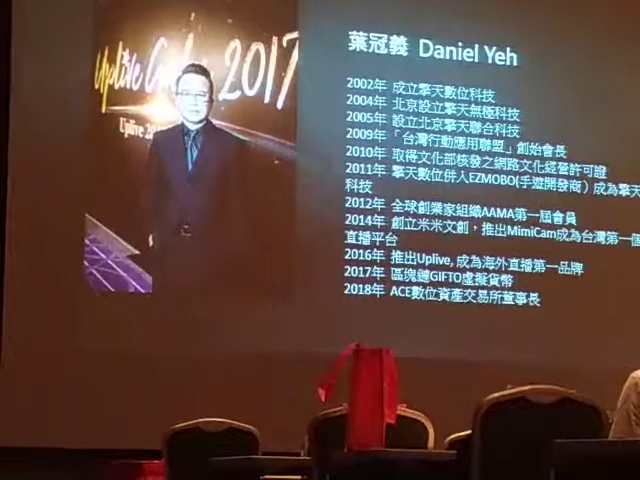 Uplive Gala 2017
Uplive 20
葉冠義 Daniel Yeh
2002年 成立擎天數位科技
2004年 北京設立擎天無極科技
2005年 設立北京擎天聯合科技
2009年「台灣行動應用聯盟」創始會長
2010年 取得文化部核發之網路文化經營許可證
2011年 擎天數位併入EZMOBO(手遊開發商）成為擎天
科技
2012年 全球創業家組織AAMA第一屆會員
2014年 創立米米文創，推出MimiCam成為台灣第一個
直播平台
2016年 推出Uplive, 成為海外直播第一品牌
2017年 區塊鏈GIFTO虛擬貨幣
2018年 ACE數位資產交易所董事長